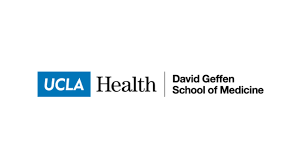 UCLA Health
David Geffen
School of Medicine